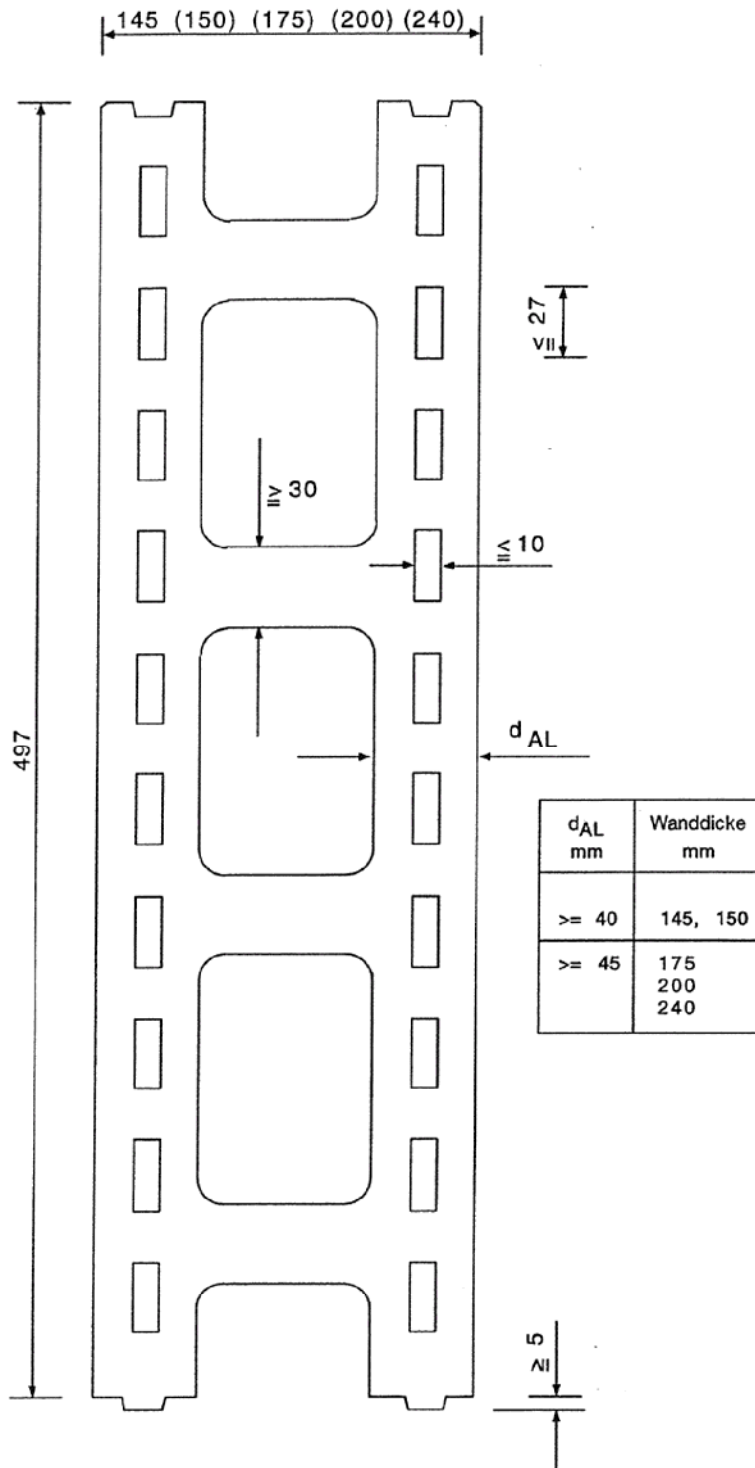 145 (150) (175) (200) (240)
497
≤ 27
≥ 30
≤ 10
d AL
dAL Wanddicke
mm mm
>= 40 145, 150
>= 45 175
200
240
≥ 5